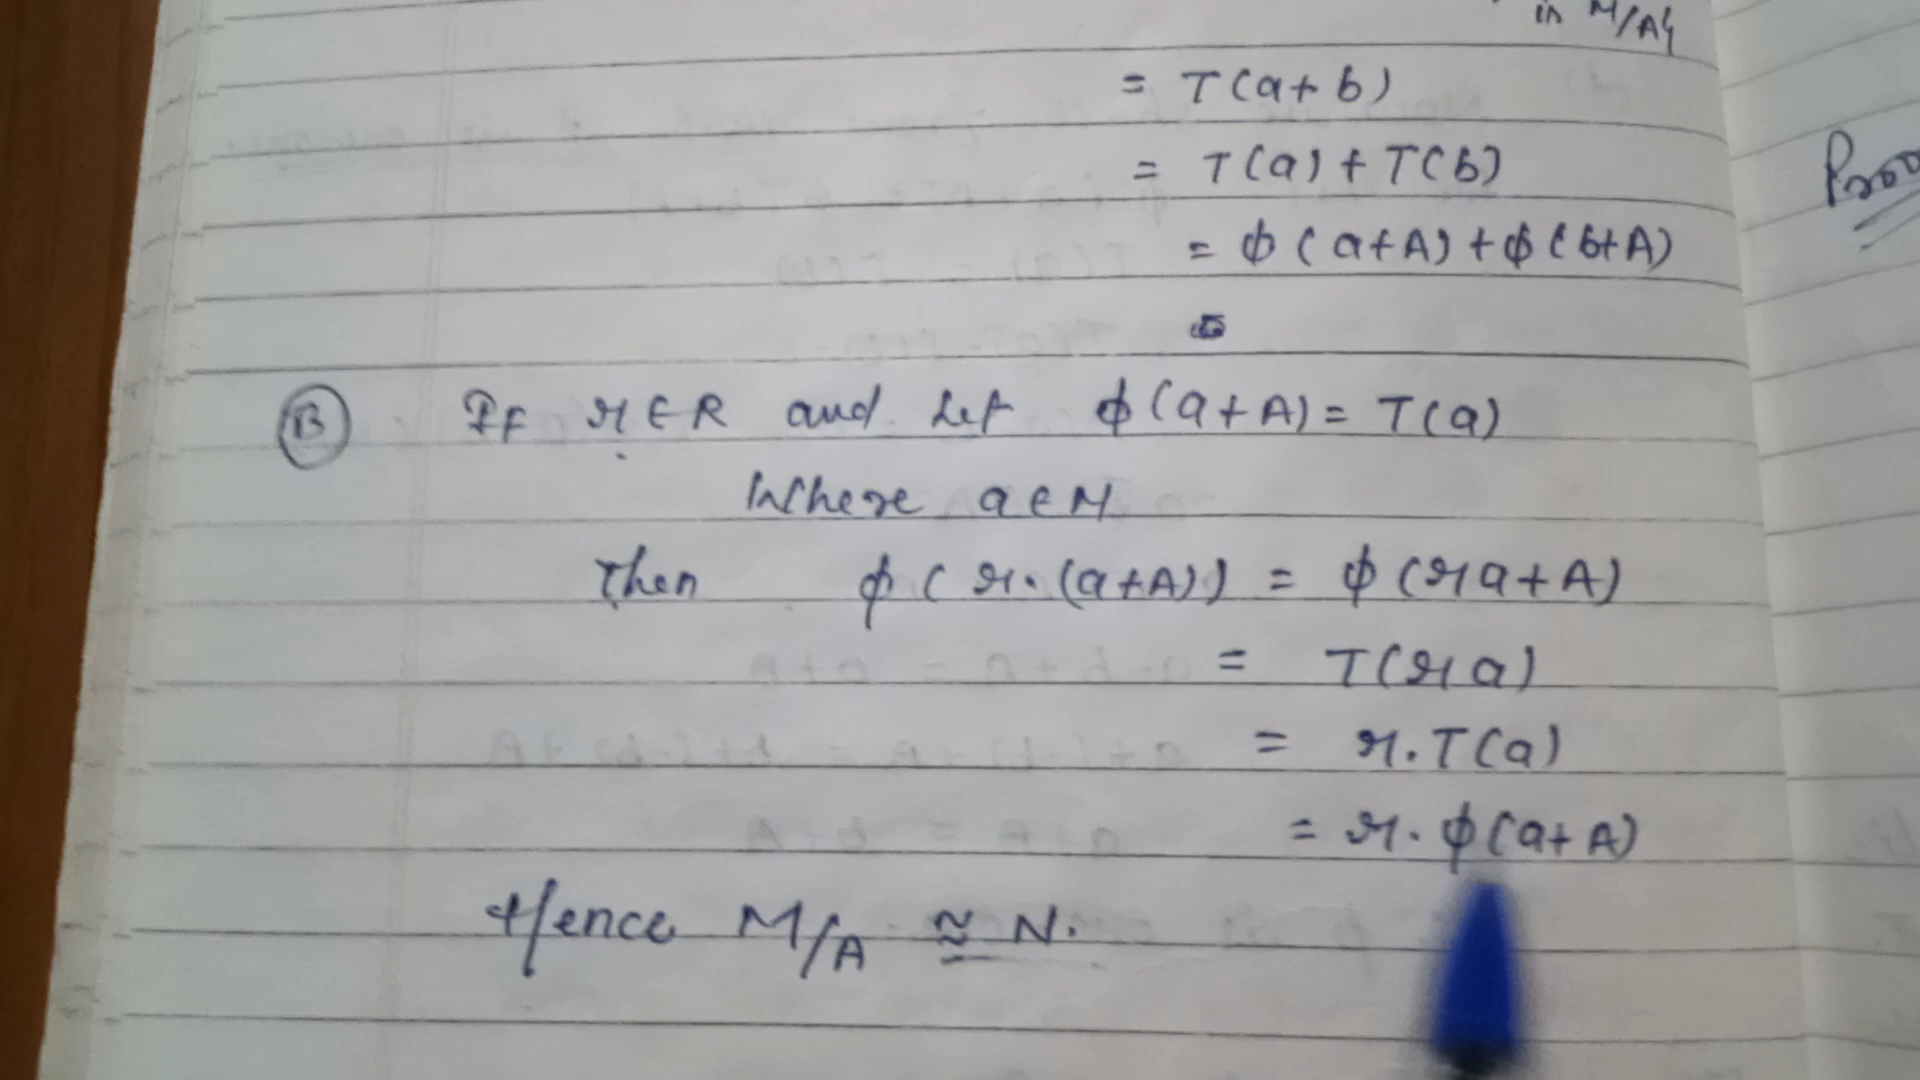 in M/A}
= T(a+b)
= T(a) + T(b)
= ϕ(a+A) + ϕ(b+A)
B If r∈R and Let ϕ(a+A) = T(a)
Where a∈M
Then ϕ(r.(a+A)) = ϕ(ra+A)
= T(ra)
= r.T(a)
= r.ϕ(a+A)
Hence M/A ≅ N.